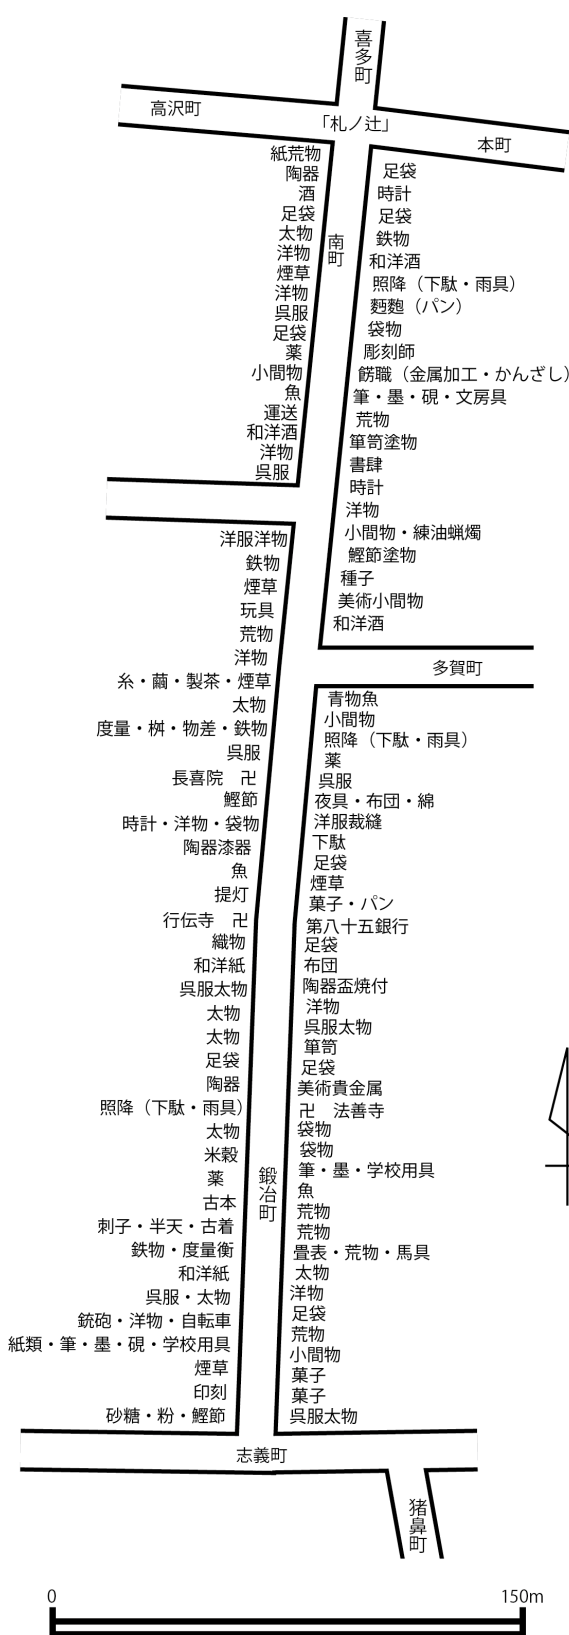 喜多町
高沢町
「札ノ辻」
本町
紙荒物
陶器
酒
足袋
太物
洋物
煙草
洋物
呉服
足袋
薬
小間物
魚
運送
和洋酒
洋物
呉服
南町
足袋
時計
足袋
鉄物
和洋酒
照降（下駄・雨具）
麪麭（パン）
袋物
彫刻師
餝職（金属加工・かんざし）
筆・墨・硯・文房具
荒物
箪笥塗物
書肆
時計
洋物
小間物・練油蝋燭
鰹節塗物
種子
美術小間物
和洋酒
洋服洋物
鉄物
煙草
玩具
荒物
洋物
糸・繭・製茶・煙草
太物
度量・桝・物差・鉄物
呉服
長喜院　卍
鰹節
時計・洋物・袋物
陶器漆器
魚
提灯
行伝寺　卍
織物
和洋紙
呉服太物
太物
太物
足袋
陶器
照降（下駄・雨具）
太物
米穀
薬
古本
刺子・半天・古着
鉄物・度量衡
和洋紙
呉服・太物
銃砲・洋物・自転車
紙類・筆・墨・硯・学校用具
煙草
印刻
砂糖・粉・鰹節
多賀町
青物魚
小間物
照降（下駄・雨具）
薬
呉服
夜具・布団・綿
洋服裁縫
下駄
足袋
煙草
菓子・パン
第八十五銀行
足袋
布団
陶器盃焼付
洋物
呉服太物
箪笥
足袋
美術貴金属
卍　法善寺
袋物
袋物
筆・墨・学校用具
魚
荒物
荒物
畳表・荒物・馬具
太物
洋物
足袋
荒物
小間物
菓子
菓子
呉服太物
鍛冶町
志義町
猪鼻町
0
150m